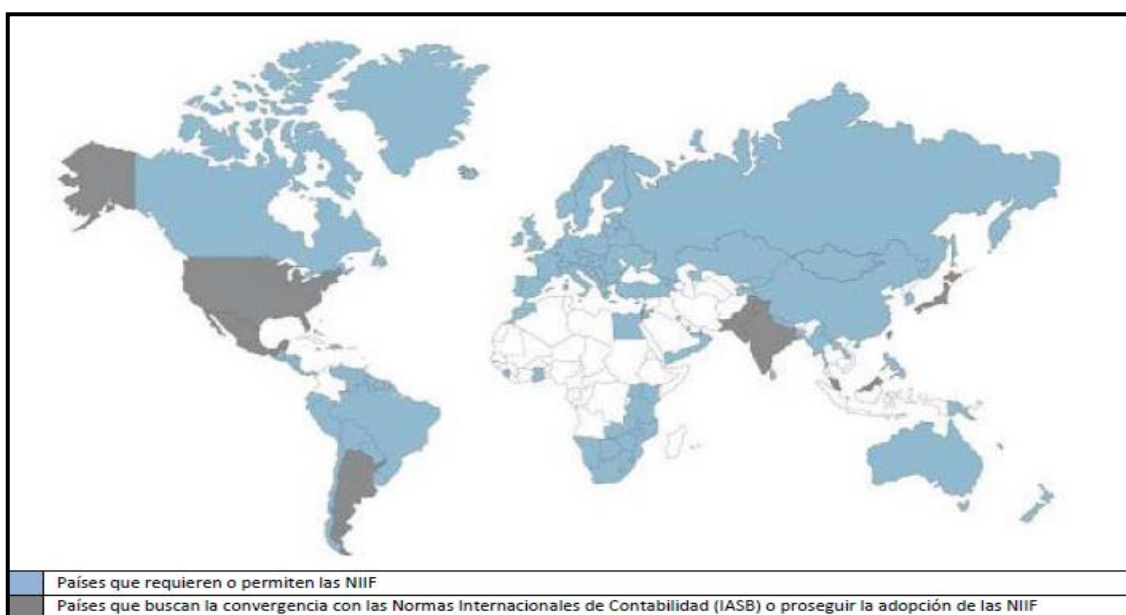 Países que requieren o permiten las NIIF
Países que buscan la convergencia con las Normas Internacionales de Contabilidad (IASB) o proseguir la adopción de las NIIF